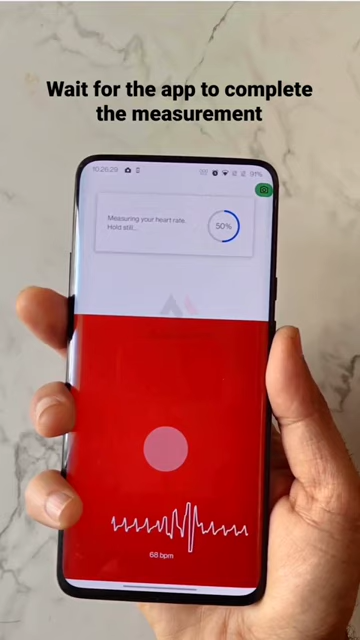 Wait for the app to complete
the measurement
10:26:29
91%
Measuring your heart rate.
Hold still...
50%
68 bpm